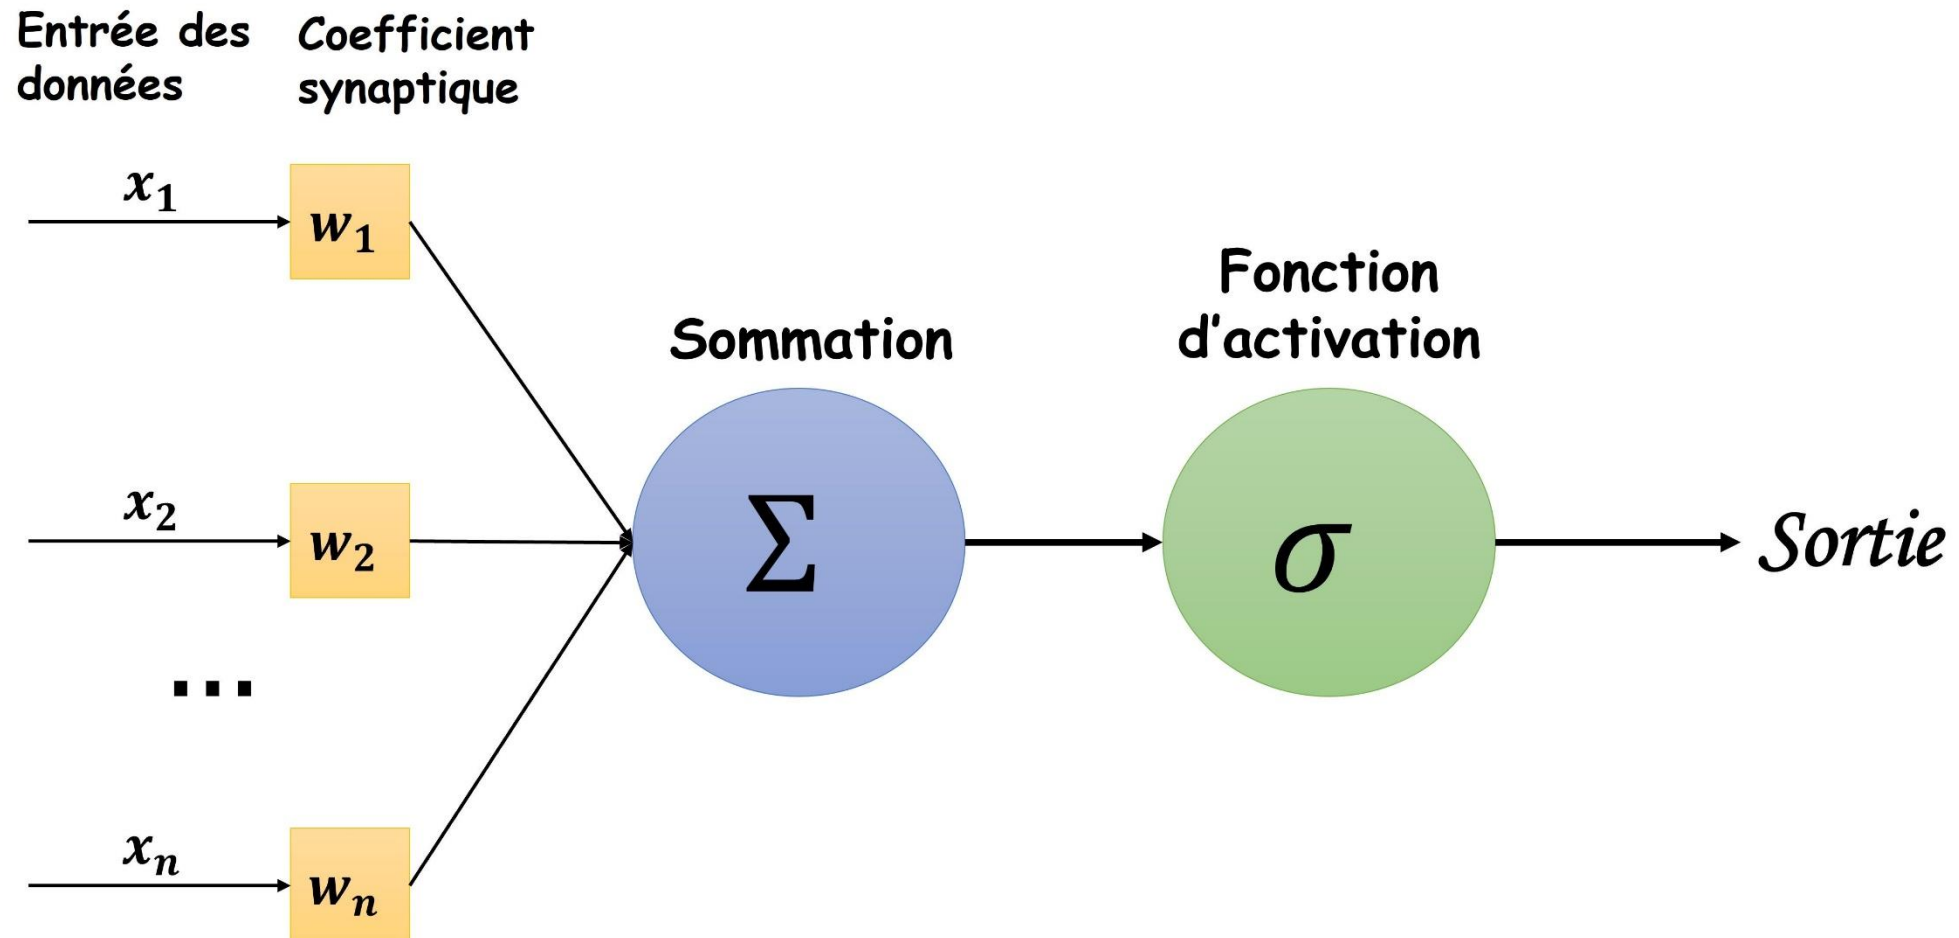 Entrée des données
Coefficient synaptique
x₁
w₁
Fonction d'activation
Sommation
x₂
w₂
Σ
σ
Sortie
...
xₙ
wₙ